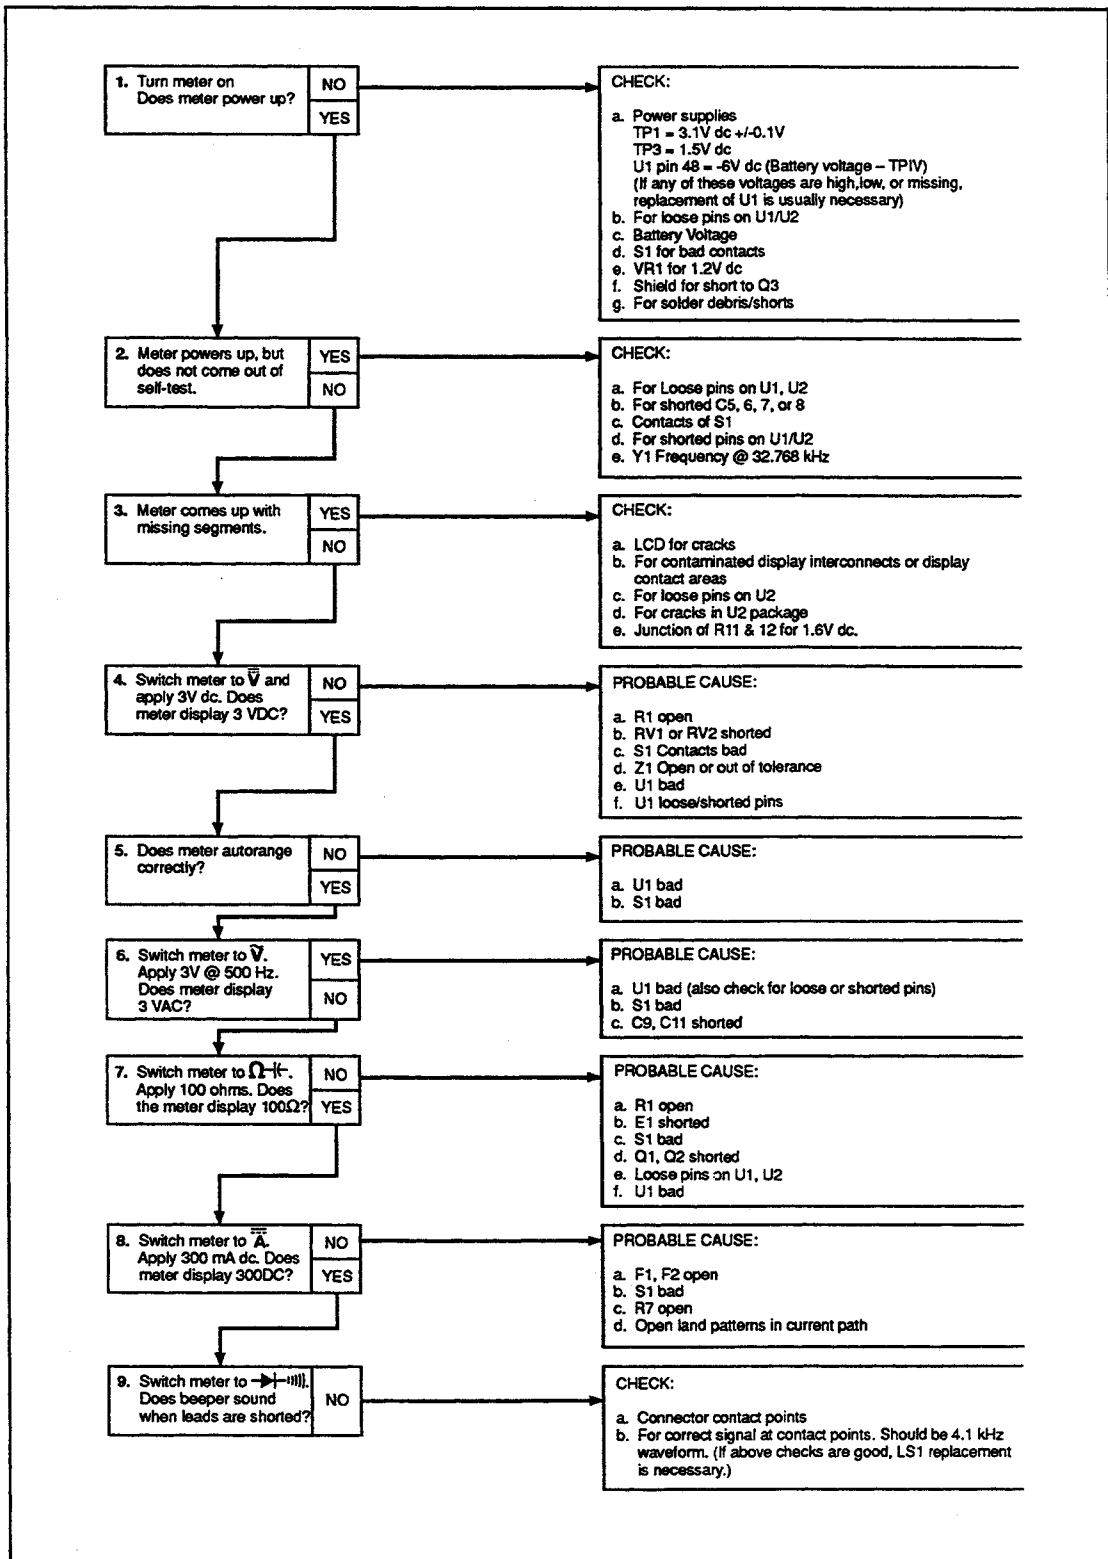 1. Turn meter on
Does meter power up?
NO
YES
CHECK:
a. Power supplies
TP1 = 3.1V dc +/-0.1V
TP3 = 1.5V dc
U1 pin 48 = -6V dc (Battery voltage – TPIV)
(If any of these voltages are high,low, or missing,
replacement of U1 is usually necessary)
b. For loose pins on U1/U2
c. Battery Voltage
d. S1 for bad contacts
e. VR1 for 1.2V dc
f. Shield for short to Q3
g. For solder debris/shorts
2. Meter powers up, but
does not come out of
self-test.
YES
NO
CHECK:
a. For Loose pins on U1, U2
b. For shorted C5, 6, 7, or 8
c. Contacts of S1
d. For shorted pins on U1/U2
e. Y1 Frequency @ 32.768 kHz
3. Meter comes up with
missing segments.
YES
NO
CHECK:
a. LCD for cracks
b. For contaminated display interconnects or display
contact areas
c. For loose pins on U2
d. For cracks in U2 package
e. Junction of R11 & 12 for 1.6V dc.
4. Switch meter to V and
apply 3V dc. Does
meter display 3 VDC?
NO
YES
PROBABLE CAUSE:
a. R1 open
b. RV1 or RV2 shorted
c. S1 Contacts bad
d. Z1 Open or out of tolerance
e. U1 bad
f. U1 loose/shorted pins
5. Does meter autorange
correctly?
NO
YES
PROBABLE CAUSE:
a. U1 bad
b. S1 bad
6. Switch meter to Ṽ.
Apply 3V @ 500 Hz.
Does meter display
3 VAC?
YES
NO
PROBABLE CAUSE:
a. U1 bad (also check for loose or shorted pins)
b. S1 bad
c. C9, C11 shorted
7. Switch meter to Ω⊣⊢.
Apply 100 ohms. Does
the meter display 100Ω?
NO
YES
PROBABLE CAUSE:
a. R1 open
b. E1 shorted
c. S1 bad
d. Q1, Q2 shorted
e. Loose pins on U1, U2
f. U1 bad
8. Switch meter to A.
Apply 300 mA dc. Does
meter display 300DC?
NO
YES
PROBABLE CAUSE:
a. F1, F2 open
b. S1 bad
c. R7 open
d. Open land patterns in current path
9. Switch meter to
Does beeper sound
when leads are shorted?
NO
CHECK:
a. Connector contact points
b. For correct signal at contact points. Should be 4.1 kHz
waveform. (If above checks are good, LS1 replacement
is necessary.)